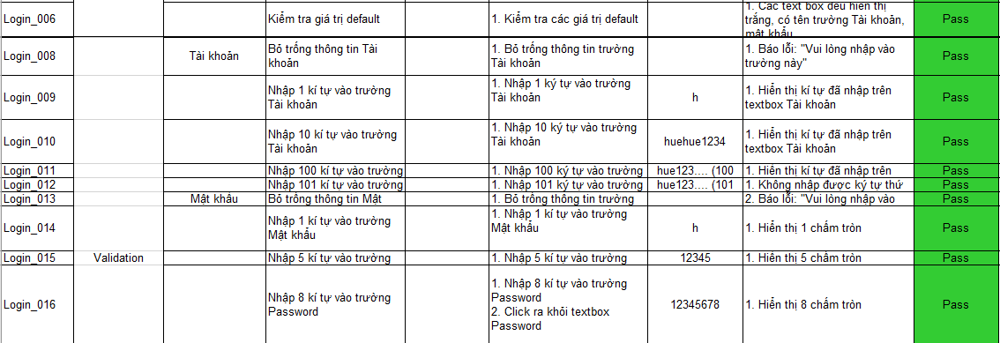 Login_006
Kiểm tra giá trị default
1. Kiểm tra các giá trị default
1. Các text box đều hiển thị
trắng, có tên trường Tài khoản,
mật khẩu
Pass
Login_008
Tài khoản
Bỏ trống thông tin Tài
khoản
1. Bỏ trống thông tin trường
Tài khoản
1. Báo lỗi: "Vui lòng nhập vào
trường này"
Pass
Login_009
Nhập 1 kí tự vào trường
Tài khoản
1. Nhập 1 ký tự vào trường
Tài khoản
h
1. Hiển thị kí tự đã nhập trên
textbox Tài khoản
Pass
Login_010
Nhập 10 kí tự vào trường
Tài khoản
1. Nhập 10 ký tự vào trường
Tài khoản
huehue1234
1. Hiển thị kí tự đã nhập trên
textbox Tài khoản
Pass
Login_011
Nhập 100 kí tự vào trường
1. Nhập 100 ký tự vào trường
hue123.... (100
1. Hiển thị kí tự đã nhập trên
Pass
Login_012
Nhập 101 kí tự vào trường
1. Nhập 101 ký tự vào trường
hue123.... (101
1. Không nhập được ký tự thứ
Pass
Login_013
Mật khẩu
Bỏ trống thông tin Mật
1. Bỏ trống thông tin trường
2. Báo lỗi: "Vui lòng nhập vào
Pass
Login_014
Nhập 1 kí tự vào trường
Mật khẩu
1. Nhập 1 kí tự vào trường
Mật khẩu
h
1. Hiển thị 1 chấm tròn
Pass
Login_015
Validation
Nhập 5 kí tự vào trường
1. Nhập 5 kí tự vào trường
12345
1. Hiển thị 5 chấm tròn
Pass
Login_016
Nhập 8 kí tự vào trường
Password
1. Nhập 8 kí tự vào trường
Password
2. Click ra khỏi textbox
Password
12345678
1. Hiển thị 8 chấm tròn
Pass